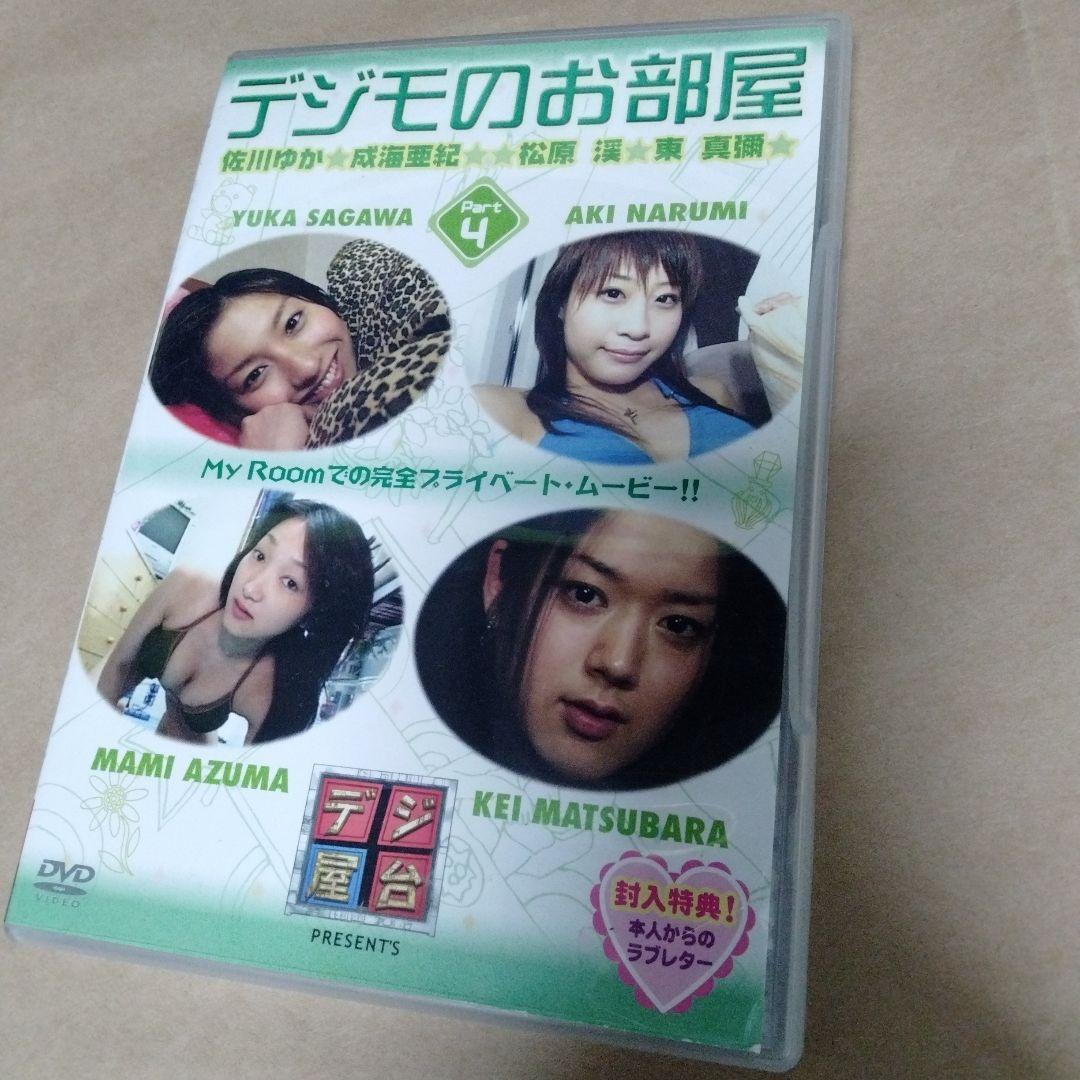 デジモのお部屋
佐川ゆか★成海亜紀★★松原 渓★東 真彌★
YUKA SAGAWA
Part
4
AKI NARUMI
My Roomでの完全プライベート・ムービー!!
MAMI AZUMA
KEI MATSUBARA
デジ
屋台
PRESENT'S
DVD
VIDEO
封入特典!
本人からの
ラブレター